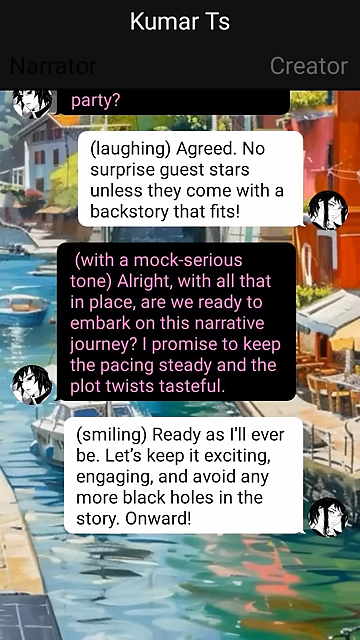 Kumar Ts
Narrator
Creator
party?
(laughing) Agreed. No
surprise guest stars
unless they come with a
backstory that fits!
(with a mock-serious
tone) Alright, with all that
in place, are we ready to
embark on this narrative
journey? I promise to keep
the pacing steady and the
plot twists tasteful.
(smiling) Ready as I'll ever
be. Let’s keep it exciting,
engaging, and avoid any
more black holes in the
story. Onward!